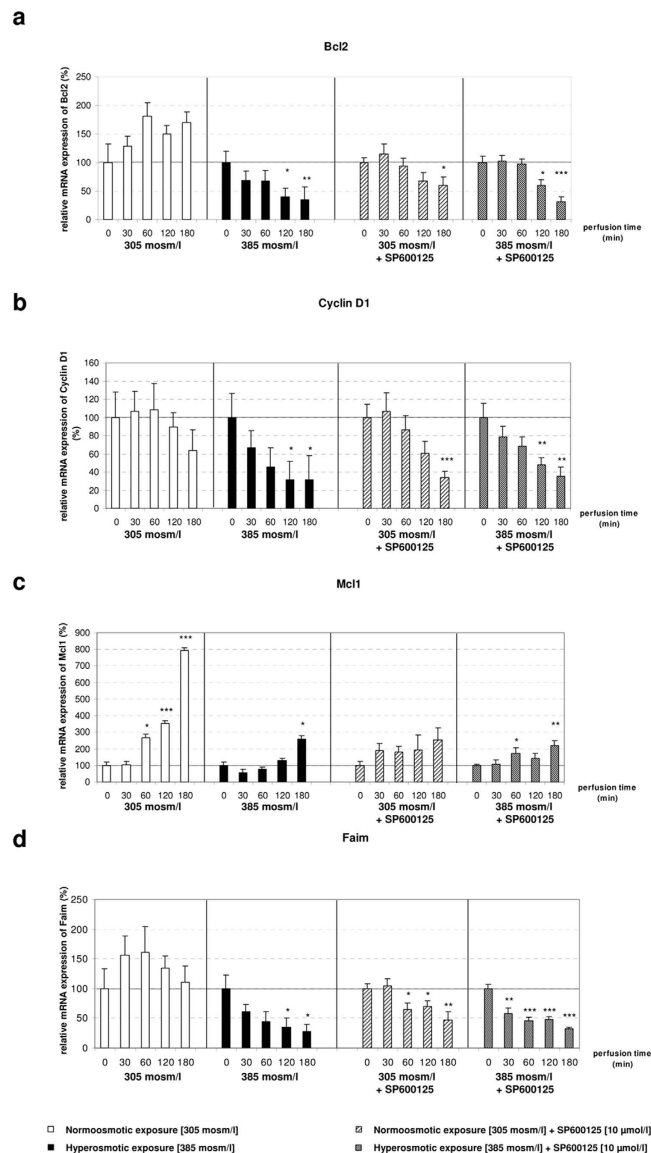 a
Bcl2
relative mRNA expression of Bcl2 (%)
250
200
150
100
50
0
* ** * * ***
0 30 60 120 180 0 30 60 120 180 0 30 60 120 180 0 30 60 120 180
perfusion time (min)
305 mosm/l 385 mosm/l 305 mosm/l + SP600125 385 mosm/l + SP600125
b
Cyclin D1
relative mRNA expression of Cyclin D1 (%)
160
140
120
100
80
60
40
20
0
* * *** ** **
0 30 60 120 180 0 30 60 120 180 0 30 60 120 180 0 30 60 120 180
perfusion time (min)
305 mosm/l 385 mosm/l 305 mosm/l + SP600125 385 mosm/l + SP600125
c
Mcl1
relative mRNA expression of Mcl1 (%)
900
800
700
600
500
400
300
200
100
0
* *** *** * * **
0 30 60 120 180 0 30 60 120 180 0 30 60 120 180 0 30 60 120 180
perfusion time (min)
305 mosm/l 385 mosm/l 305 mosm/l + SP600125 385 mosm/l + SP600125
d
Faim
relative mRNA expression of Faim (%)
250
200
150
100
50
0
* * * * ** ** *** *** ***
0 30 60 120 180 0 30 60 120 180 0 30 60 120 180 0 30 60 120 180
perfusion time (min)
305 mosm/l 385 mosm/l 305 mosm/l + SP600125 385 mosm/l + SP600125
Normoosmotic exposure [305 mosm/l]
Hyperosmotic exposure [385 mosm/l]
Normoosmotic exposure [305 mosm/l] + SP600125 [10 µmol/l]
Hyperosmotic exposure [385 mosm/l] + SP600125 [10 µmol/l]